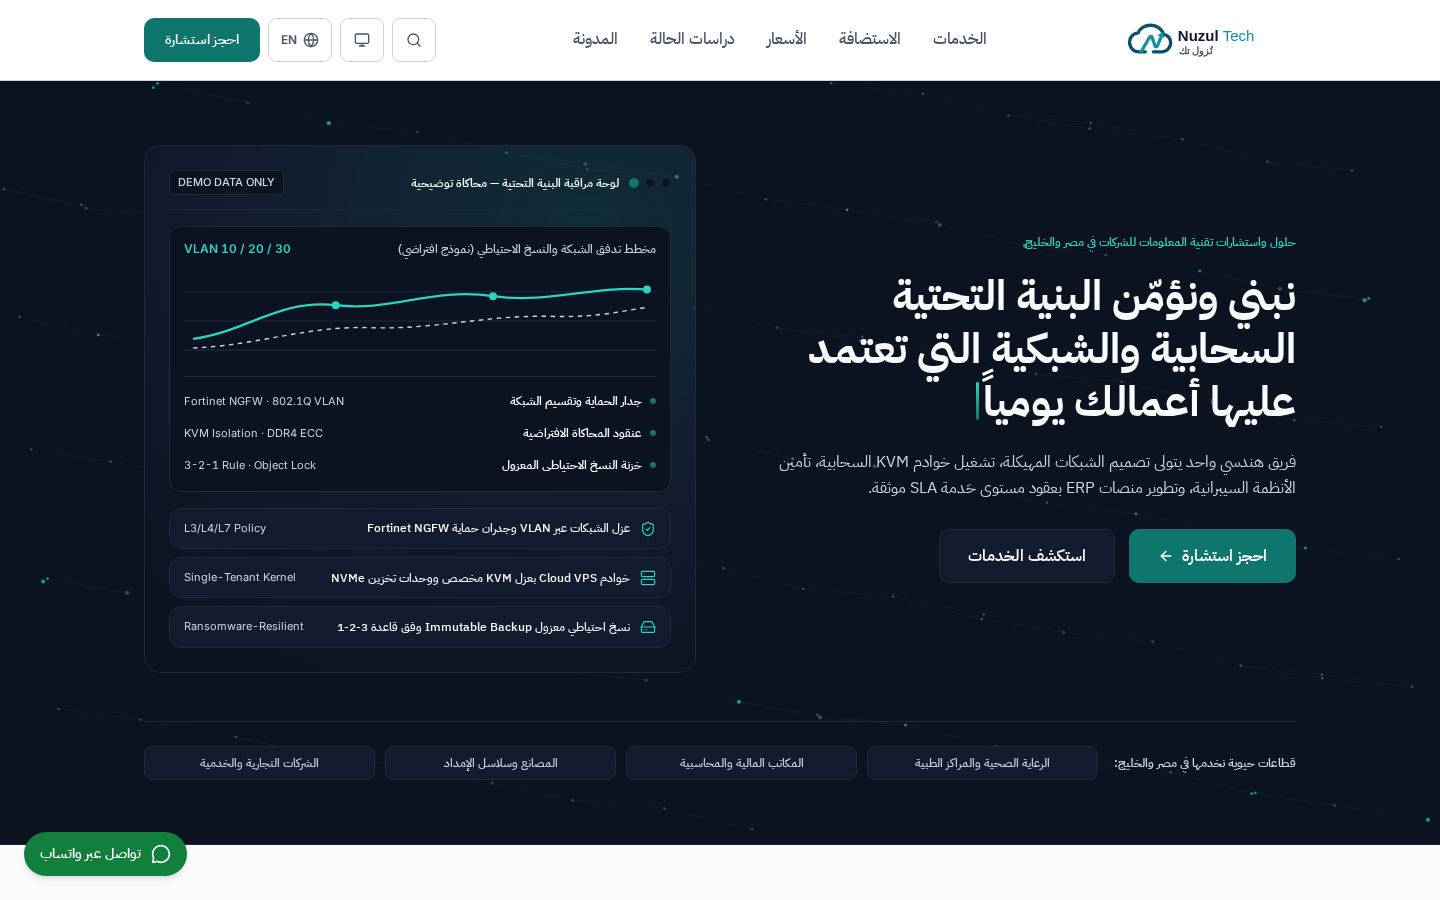 Nuzul Tech
نُزول تك
الخدمات
الاستضافة
الأسعار
دراسات الحالة
المدونة
EN
احجز استشارة
حلول واستشارات تقنية المعلومات للشركات في مصر والخليج
نبني ونؤمّن البنية التحتية
السحابية والشبكية التي تعتمد
عليها أعمالك يومياً
فريق هندسي واحد يتولى تصميم الشبكات المهيكلة، تشغيل خوادم KVM السحابية، تأمين
الأنظمة السيبرانية، وتطوير منصات ERP بعقود مستوى خدمة SLA موثقة.
احجز استشارة
استكشف الخدمات
لوحة مراقبة البنية التحتية — محاكاة توضيحية
DEMO DATA ONLY
مخطط تدفق الشبكة والنسخ الاحتياطي (نموذج افتراضي)
VLAN 10 / 20 / 30
جدار الحماية وتقسيم الشبكة
Fortinet NGFW · 802.1Q VLAN
عنقود المحاكاة الافتراضية
KVM Isolation · DDR4 ECC
خزنة النسخ الاحتياطي المعزول
3-2-1 Rule · Object Lock
عزل الشبكات عبر VLAN وجدران حماية Fortinet NGFW
L3/L4/L7 Policy
خوادم Cloud VPS بعزل KVM مخصص ووحدات تخزين NVMe
Single-Tenant Kernel
نسخ احتياطي معزول Immutable Backup وفق قاعدة 3-2-1
Ransomware-Resilient
قطاعات حيوية نخدمها في مصر والخليج:
الرعاية الصحية والمراكز الطبية
المكاتب المالية والمحاسبية
المصانع وسلاسل الإمداد
الشركات التجارية والخدمية
تواصل عبر واتساب